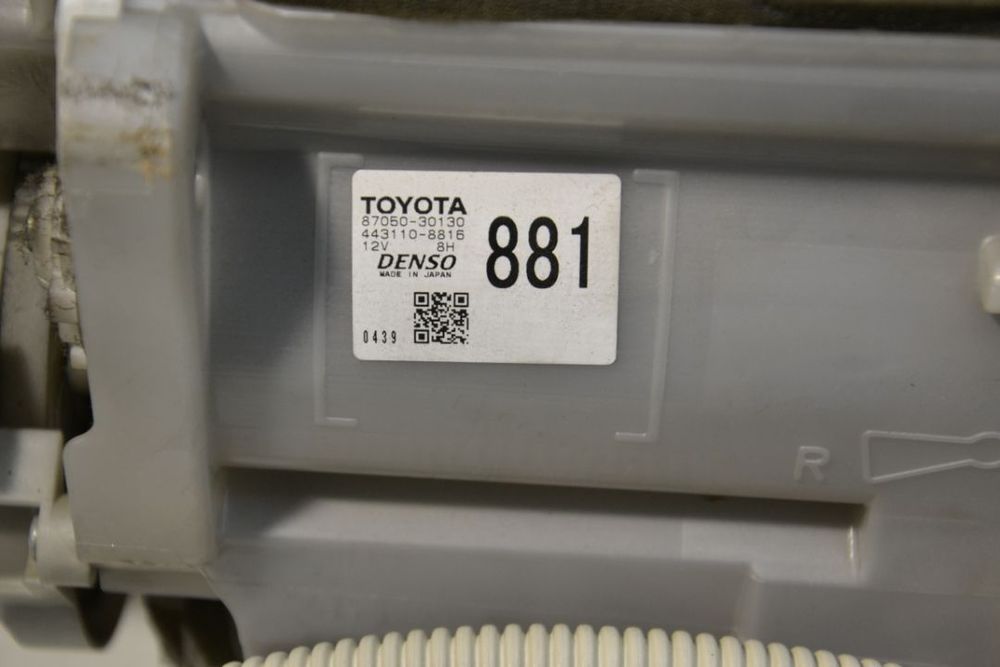 TOYOTA
87050-30130
443110-8816
12V 8H
DENSO
MADE IN JAPAN
881
0439
R